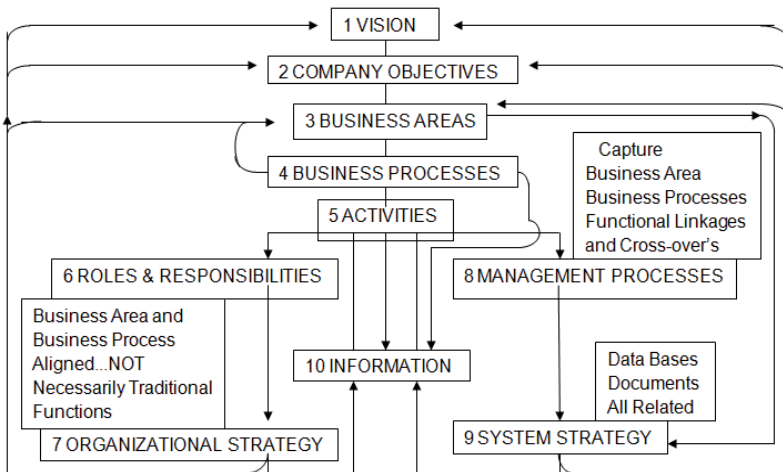 1 VISION
2 COMPANY OBJECTIVES
3 BUSINESS AREAS
4 BUSINESS PROCESSES
Capture
Business Area
Business Processes
Functional Linkages
and Cross-over's
5 ACTIVITIES
6 ROLES & RESPONSIBILITIES
8 MANAGEMENT PROCESSES
Business Area and
Business Process
Aligned...NOT
Necessarily Traditional
Functions
10 INFORMATION
Data Bases
Documents
All Related
7 ORGANIZATIONAL STRATEGY
9 SYSTEM STRATEGY